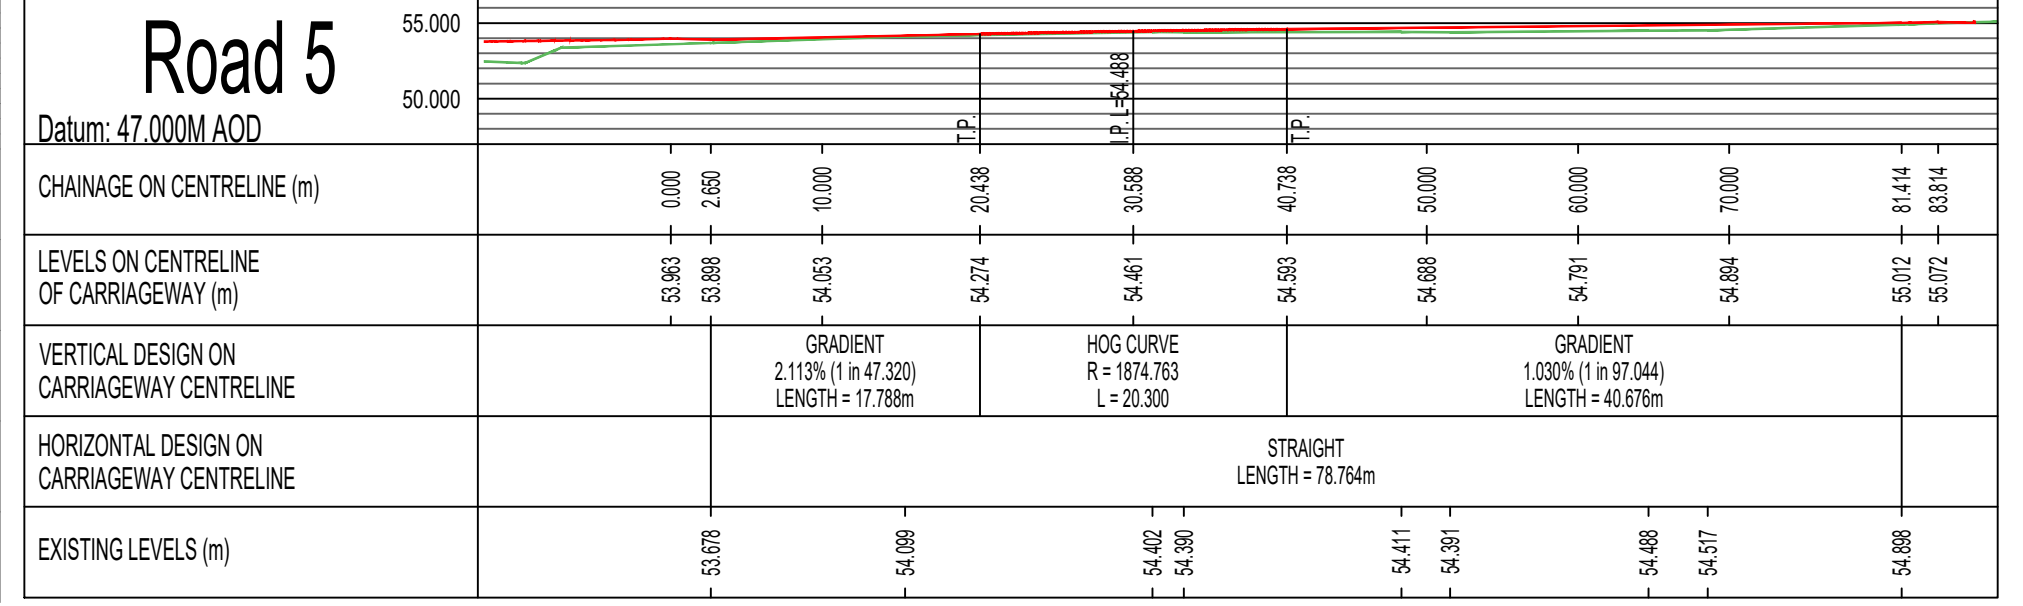 Road 5
Datum: 47.000M AOD
55.000
50.000
T.P.
I.P. L=54.488
T.P.
CHAINAGE ON CENTRELINE (m)
0.000 2.650 10.000 20.438 30.588 40.738 50.000 60.000 70.000 81.414 83.814
LEVELS ON CENTRELINE
OF CARRIAGEWAY (m)
53.963 53.898 54.053 54.274 54.461 54.593 54.688 54.791 54.894 55.012 55.072
VERTICAL DESIGN ON
CARRIAGEWAY CENTRELINE
GRADIENT
2.113% (1 in 47.320)
LENGTH = 17.788m
HOG CURVE
R = 1874.763
L = 20.300
GRADIENT
1.030% (1 in 97.044)
LENGTH = 40.676m
HORIZONTAL DESIGN ON
CARRIAGEWAY CENTRELINE
STRAIGHT
LENGTH = 78.764m
EXISTING LEVELS (m)
53.678 54.099 54.402 54.390 54.411 54.391 54.488 54.517 54.898